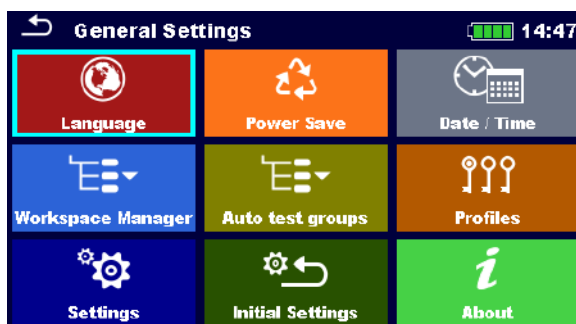 General Settings 14:47
Language Power Save Date / Time
Workspace Manager Auto test groups Profiles
Settings Initial Settings About